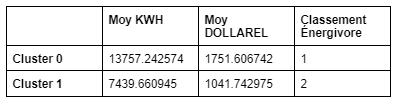 Moy KWH Moy DOLLAREL Classement Énergivore
Cluster 0 13757.242574 1751.606742 1
Cluster 1 7439.660945 1041.742975 2